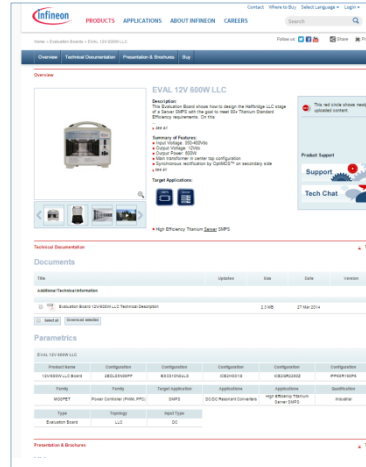 Contact Where to Buy Select Language Login
infineon
PRODUCTS APPLICATIONS ABOUT INFINEON CAREERS
Search
Home > Evaluation Boards > EVAL 12V 600W LLC
Follow us: Share
Overview Technical Documentation Presentation & Brochures Buy
Overview
EVAL 12V 600W LLC
Description:
This Evaluation Board shows how to design the Halfbridge LLC stage
of a Server SMPS with the goal to meet 80+ Titanium Standard
Efficiency requirements. On this
Summary of Features:
Input Voltage: 350-400Vdc
Output Voltage: 12Vdc
Output Power: 600W
Main transformer in center tap configuration
Synchronous rectification by OptiMOS™ on secondary side
Target Applications:
High Efficiency Titanium Server SMPS
This red circle shows newly
uploaded content.
Product Support
Support
Tech Chat
Technical Documentation
Documents
Title Updates Size Date Version
Additional Technical Information
Evaluation Board 12V/600W LLC Technical Description 27 Mar 2014
Select all Download selected
Parametrics
EVAL 12V 600W LLC
Product Name Configuration Configuration Configuration Configuration Configuration
12V/600W LLC Board
Family Family Target Application Applications Applications Qualification
MOSFET Power Controller (PWM, PFC) SMPS DC/DC Resonant Converters High Efficiency Titanium Server SMPS Industrial
Type Topology Input Type
Evaluation Board LLC DC
Presentation & Brochures